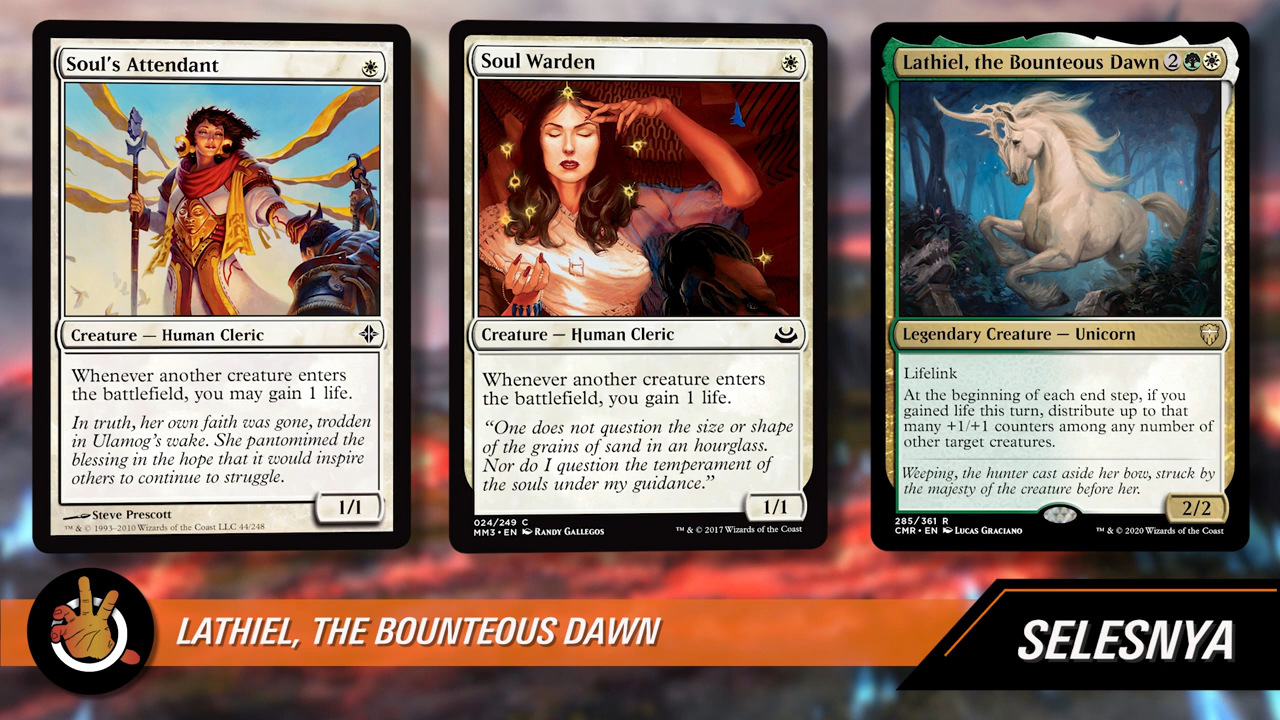 Soul's Attendant
Creature — Human Cleric
Whenever another creature enters
the battlefield, you may gain 1 life.
In truth, her own faith was gone, trodden
in Ulamog's wake. She pantomimed the
blessing in the hope that it would inspire
others to continue to struggle.
1/1
Steve Prescott
™ & © 1993–2010 Wizards of the Coast LLC 44/248
Soul Warden
Creature — Human Cleric
Whenever another creature enters
the battlefield, you gain 1 life.
"One does not question the size or shape
of the grains of sand in an hourglass.
Nor do I question the temperament of
the souls under my guidance."
1/1
024/249 C
MM3 • EN Randy Gallegos
™ & © 2017 Wizards of the Coast
Lathiel, the Bounteous Dawn 2
Legendary Creature — Unicorn
Lifelink
At the beginning of each end step, if you
gained life this turn, distribute up to that
many +1/+1 counters among any number of
other target creatures.
Weeping, the hunter cast aside her bow, struck by
the majesty of the creature before her.
2/2
285/361 R
CMR • EN Lucas Graciano
™ & © 2020 Wizards of the Coast
LATHIEL, THE BOUNTEOUS DAWN
SELESNYA